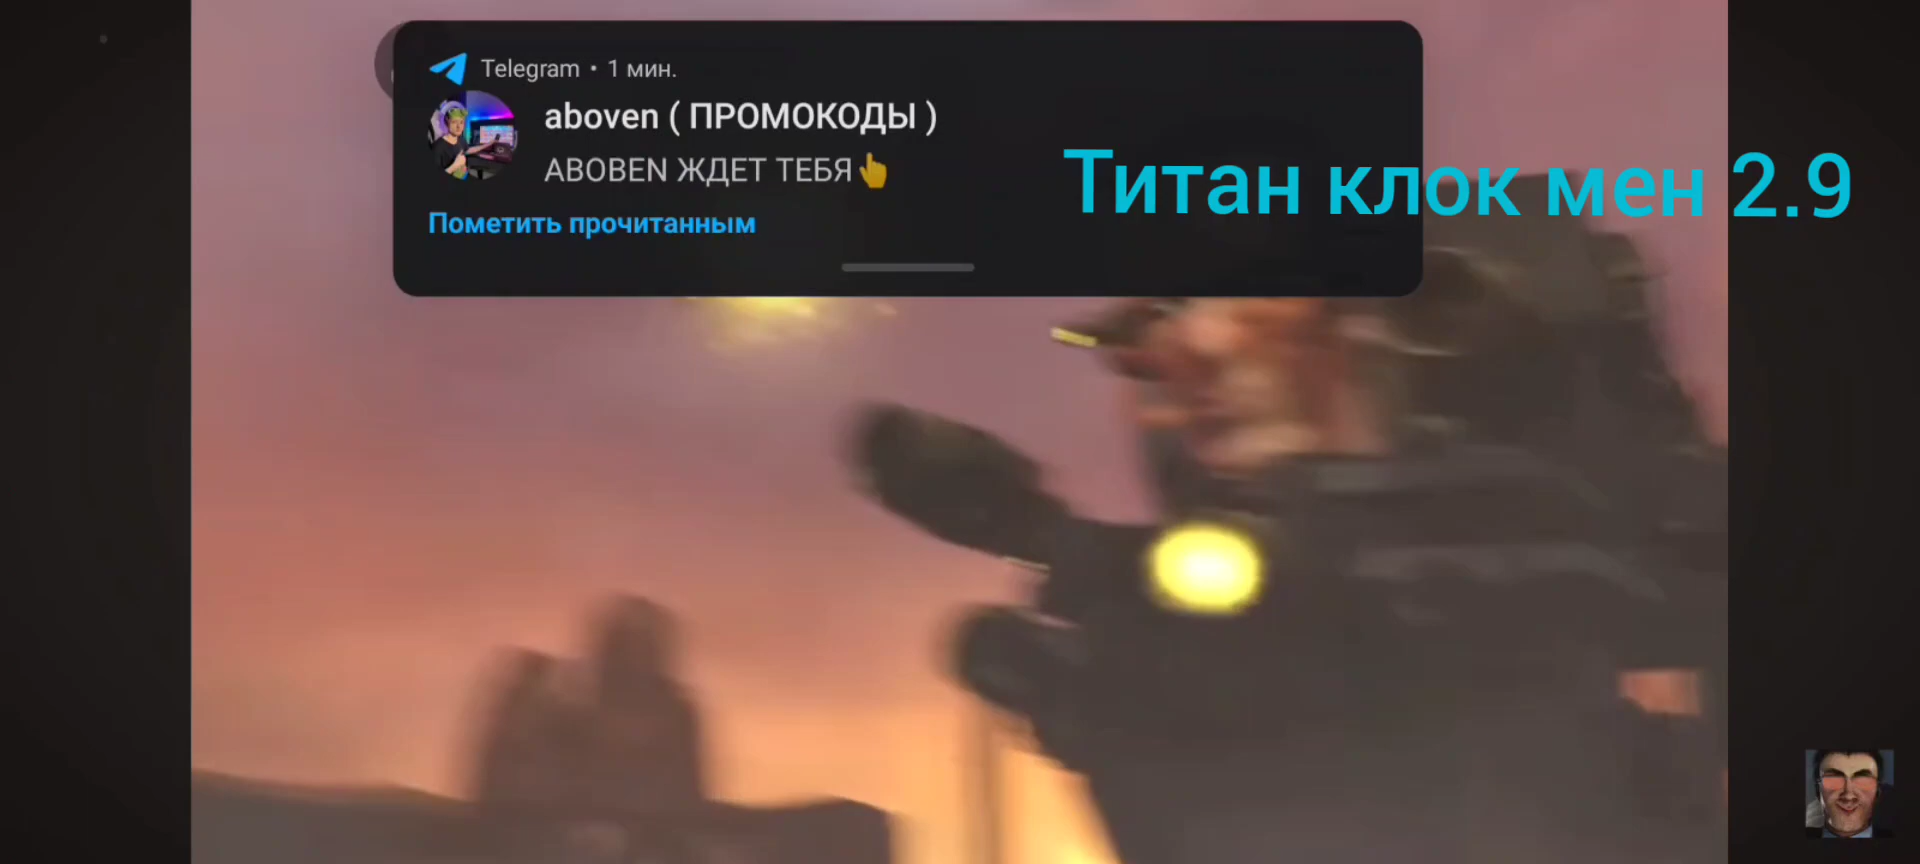 Telegram • 1 мин.
aboven ( ПРОМОКОДЫ )
ABOBEN ЖДЕТ ТЕБЯ👆
Титан клок мен 2.9
Пометить прочитанным